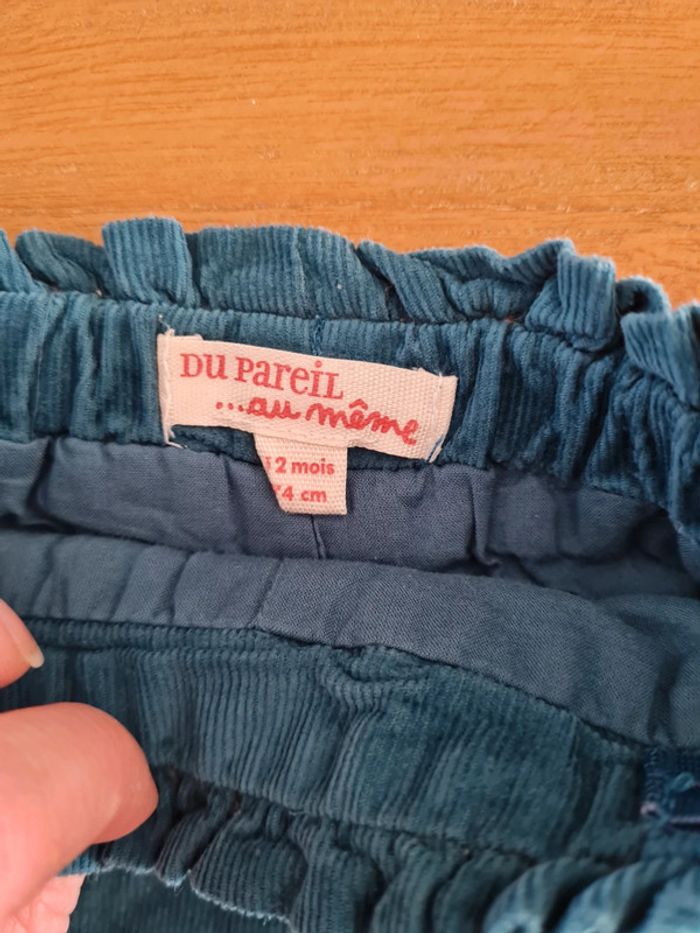 DU PAREIL
...au même
12 mois
74 cm